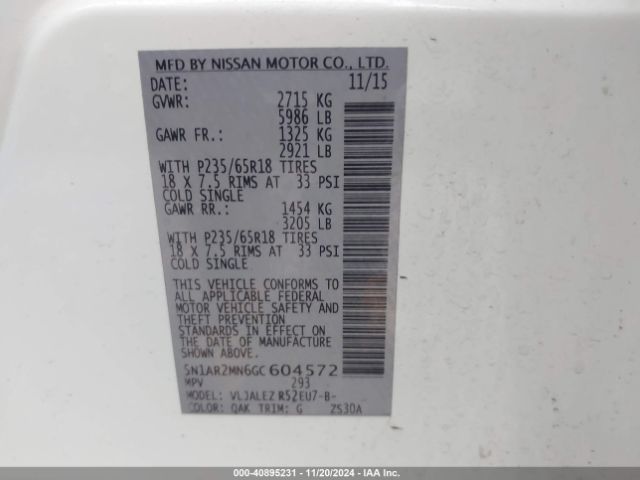 MFD BY NISSAN MOTOR CO., LTD.
DATE: 11/15
GVWR: 2715 KG
5986 LB
GAWR FR.: 1325 KG
2921 LB
WITH P235/65R18 TIRES
18 X 7.5 RIMS AT 33 PSI
COLD SINGLE
GAWR RR.: 1454 KG
3205 LB
WITH P235/65R18 TIRES
18 X 7.5 RIMS AT 33 PSI
COLD SINGLE
THIS VEHICLE CONFORMS TO
ALL APPLICABLE FEDERAL
MOTOR VEHICLE SAFETY AND
THEFT PREVENTION
STANDARDS IN EFFECT ON
THE DATE OF MANUFACTURE
SHOWN ABOVE.
5N1AR2MN6GC604572
MPV 293
MODEL: VLJALEZ R52EU7-B-
COLOR: QAK TRIM: G ZS30A
000-40895231 - 11/20/2024 - IAAI.com